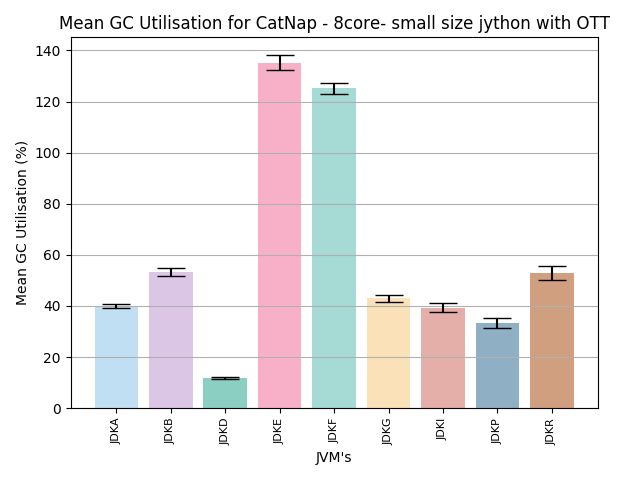 Mean GC Utilisation for CatNap - 8core- small size jython with OTT
Mean GC Utilisation (%)
140
120
100
80
60
40
20
0
JDKA
JDKB
JDKD
JDKE
JDKF
JDKG
JDKI
JDKP
JDKR
JVM's